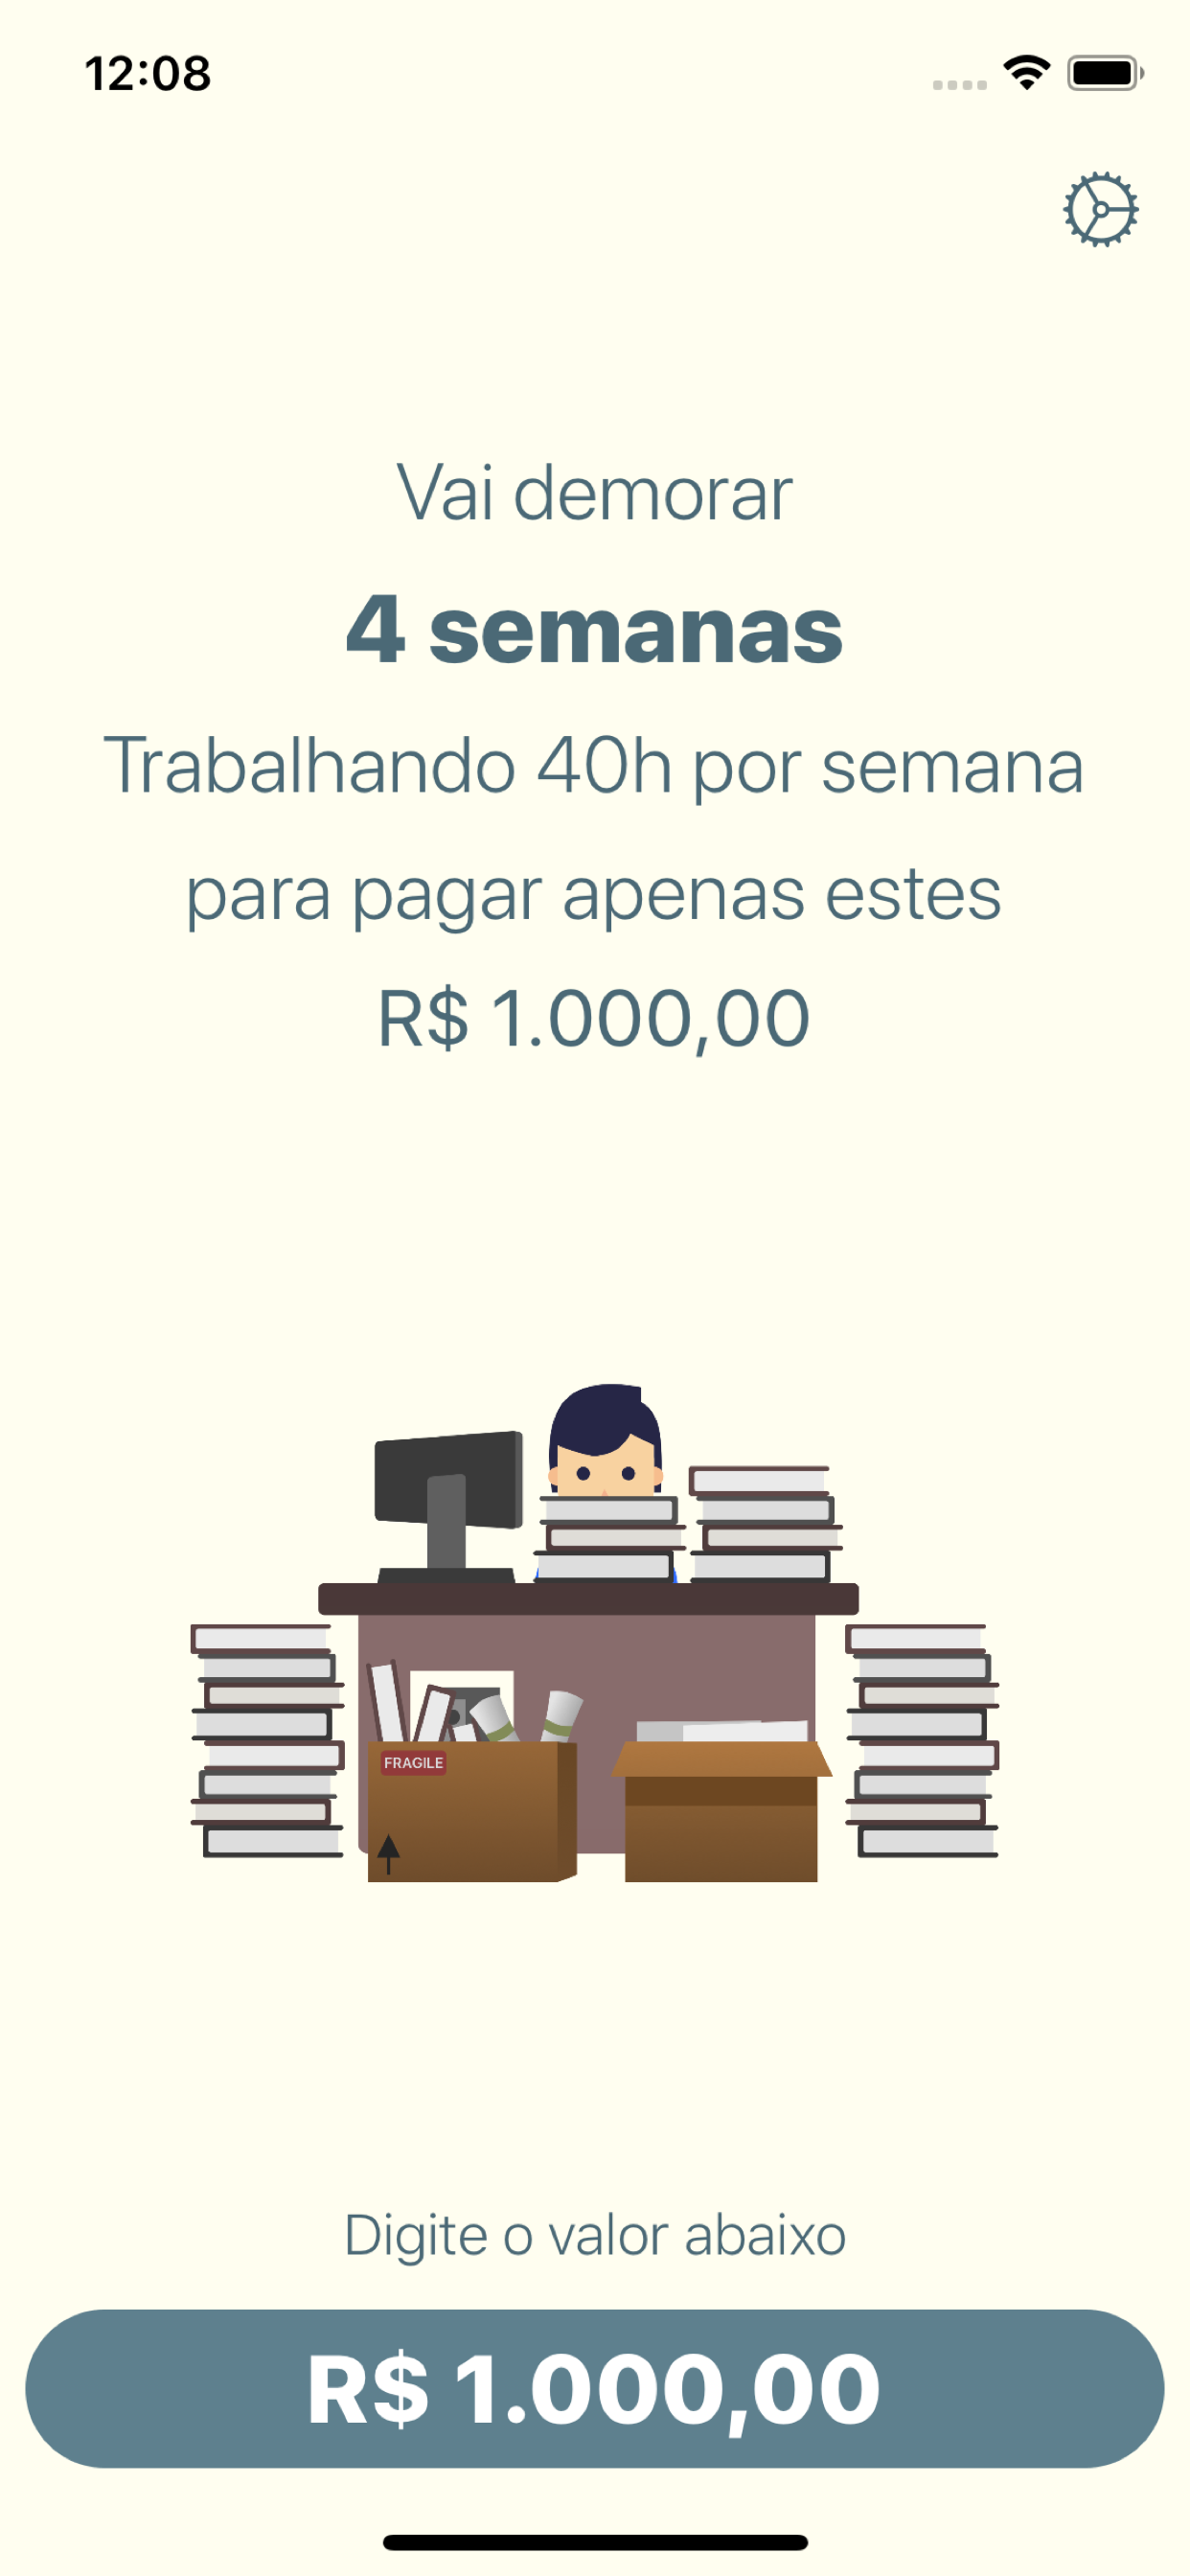 12:08
Vai demorar
4 semanas
Trabalhando 40h por semana
para pagar apenas estes
R$ 1.000,00
FRAGILE
Digite o valor abaixo
R$ 1.000,00